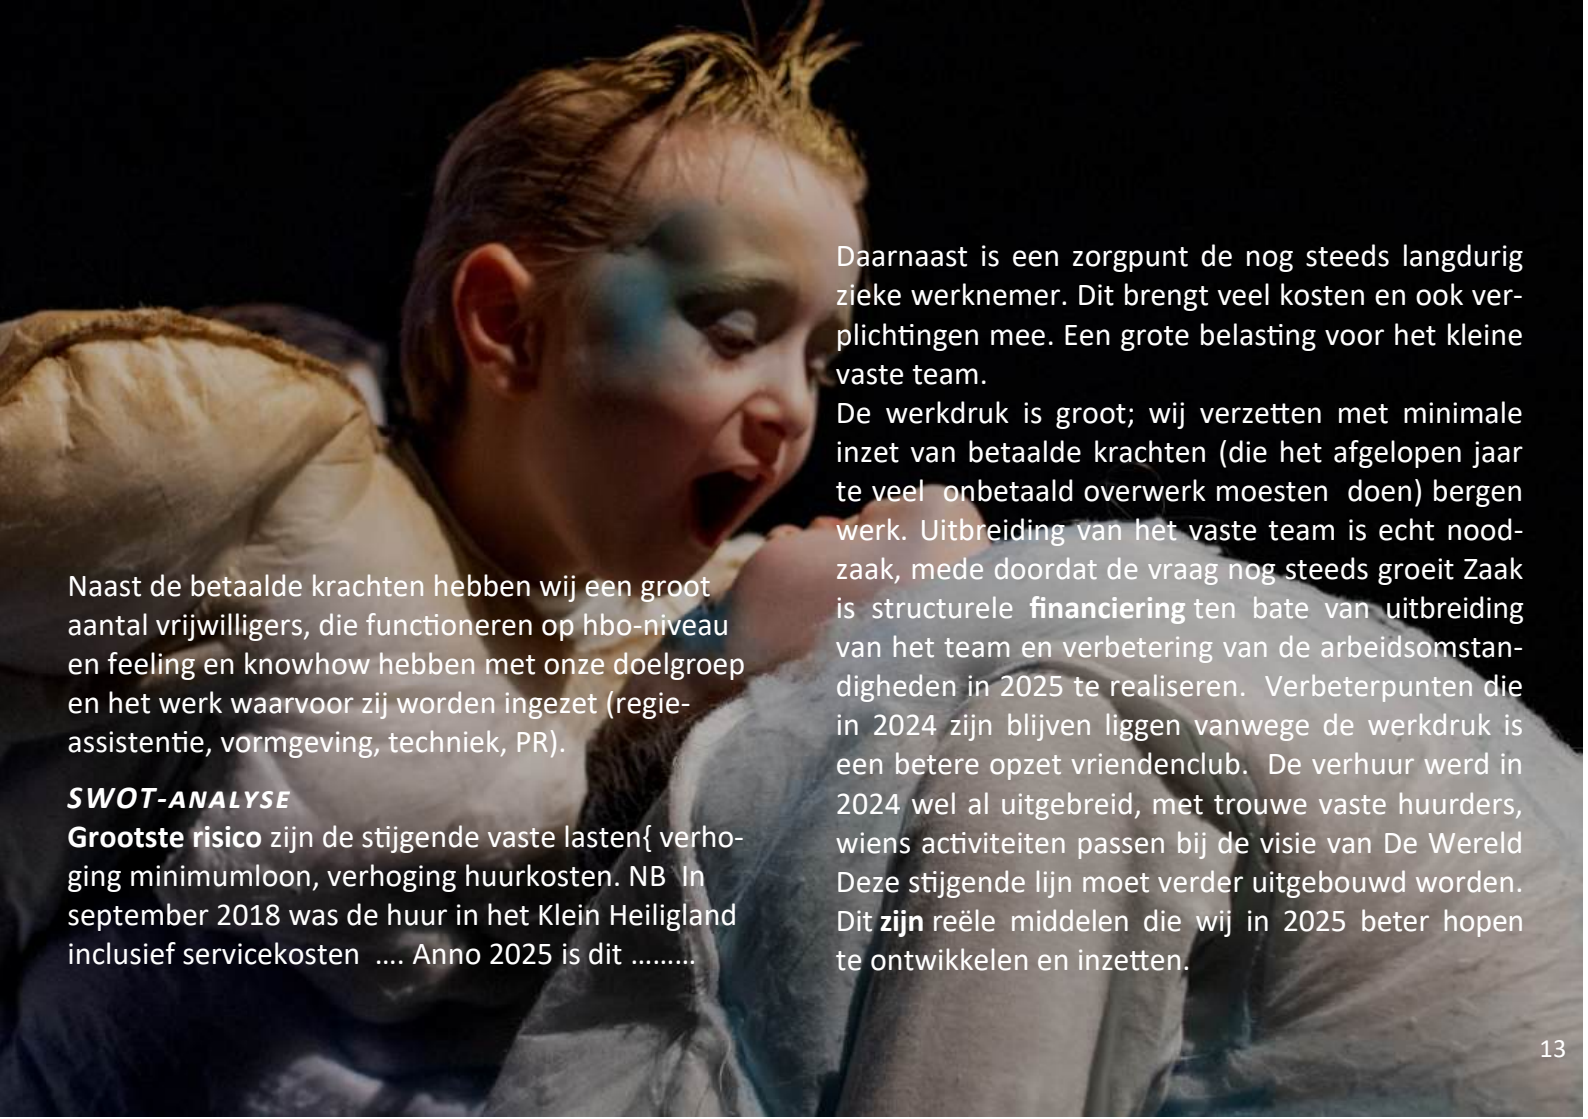 Naast de betaalde krachten hebben wij een groot
aantal vrijwilligers, die functioneren op hbo-niveau
en feeling en knowhow hebben met onze doelgroep
en het werk waarvoor zij worden ingezet (regie-
assistentie, vormgeving, techniek, PR).
SWOT-ANALYSE
Grootste risico zijn de stijgende vaste lasten{ verho-
ging minimumloon, verhoging huurkosten. NB  In
september 2018 was de huur in het Klein Heiligland
inclusief servicekosten  .... Anno 2025 is dit .........
Daarnaast is een zorgpunt de nog steeds langdurig
zieke werknemer. Dit brengt veel kosten en ook ver-
plichtingen mee. Een grote belasting voor het kleine
vaste team.
De werkdruk is groot; wij verzetten met minimale
inzet van betaalde krachten (die het afgelopen jaar
te veel  onbetaald overwerk moesten  doen) bergen
werk. Uitbreiding van het vaste team is echt nood-
zaak, mede doordat de vraag nog steeds groeit Zaak
is structurele financiering ten bate van uitbreiding
van het team en verbetering van de arbeidsomstan-
digheden in 2025 te realiseren.  Verbeterpunten die
in 2024 zijn blijven liggen vanwege de werkdruk is
een betere opzet vriendenclub.  De verhuur werd in
2024 wel al uitgebreid, met trouwe vaste huurders,
wiens activiteiten passen bij de visie van De Wereld
Deze stijgende lijn moet verder uitgebouwd worden.
Dit zijn reële middelen die wij in 2025 beter hopen
te ontwikkelen en inzetten.
13